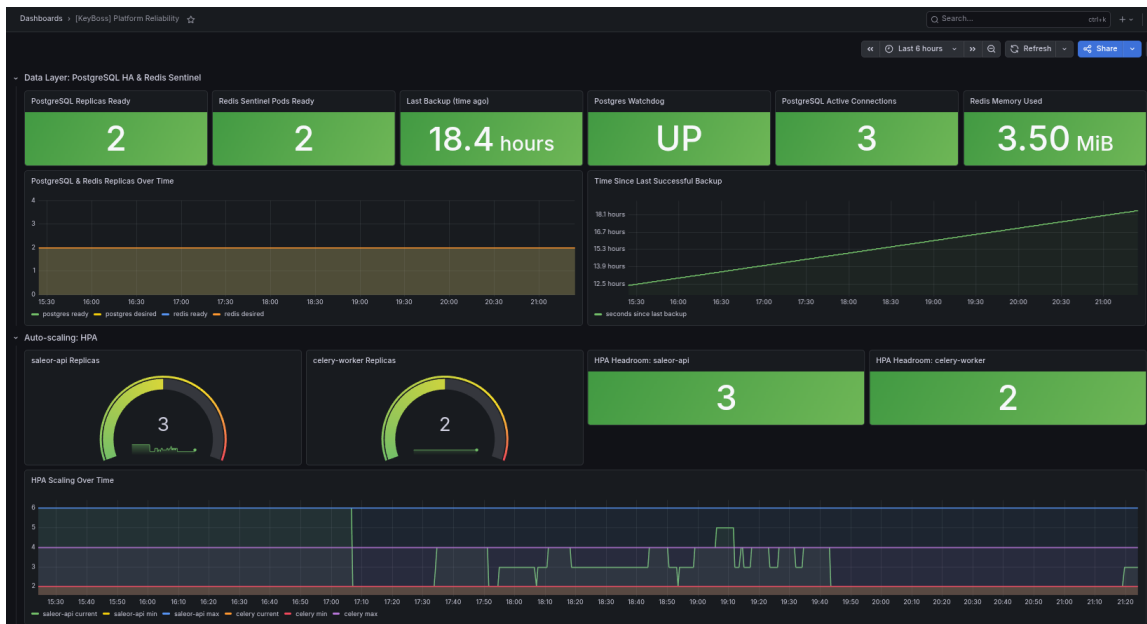 Dashboards › [KeyBoss] Platform Reliability
Search... ctrl+k
Last 6 hours Refresh Share
Data Layer: PostgreSQL HA & Redis Sentinel
PostgreSQL Replicas Ready
2
Redis Sentinel Pods Ready
2
Last Backup (time ago)
18.4 hours
Postgres Watchdog
UP
PostgreSQL Active Connections
3
Redis Memory Used
3.50 MiB
PostgreSQL & Redis Replicas Over Time
4
3
2
1
0
15:30 16:00 16:30 17:00 17:30 18:00 18:30 19:00 19:30 20:00 20:30 21:00
postgres ready postgres desired redis ready redis desired
Time Since Last Successful Backup
18.1 hours
16.7 hours
15.3 hours
13.9 hours
12.5 hours
15:30 16:00 16:30 17:00 17:30 18:00 18:30 19:00 19:30 20:00 20:30 21:00
seconds since last backup
Auto-scaling: HPA
saleor-api Replicas
3
celery-worker Replicas
2
HPA Headroom: saleor-api
3
HPA Headroom: celery-worker
2
HPA Scaling Over Time
6
5
4
3
2
15:30 15:40 15:50 16:00 16:10 16:20 16:30 16:40 16:50 17:00 17:10 17:20 17:30 17:40 17:50 18:00 18:10 18:20 18:30 18:40 18:50 19:00 19:10 19:20 19:30 19:40 19:50 20:00 20:10 20:20 20:30 20:40 20:50 21:00 21:10 21:20
saleor-api current saleor-api min saleor-api max celery current celery min celery max